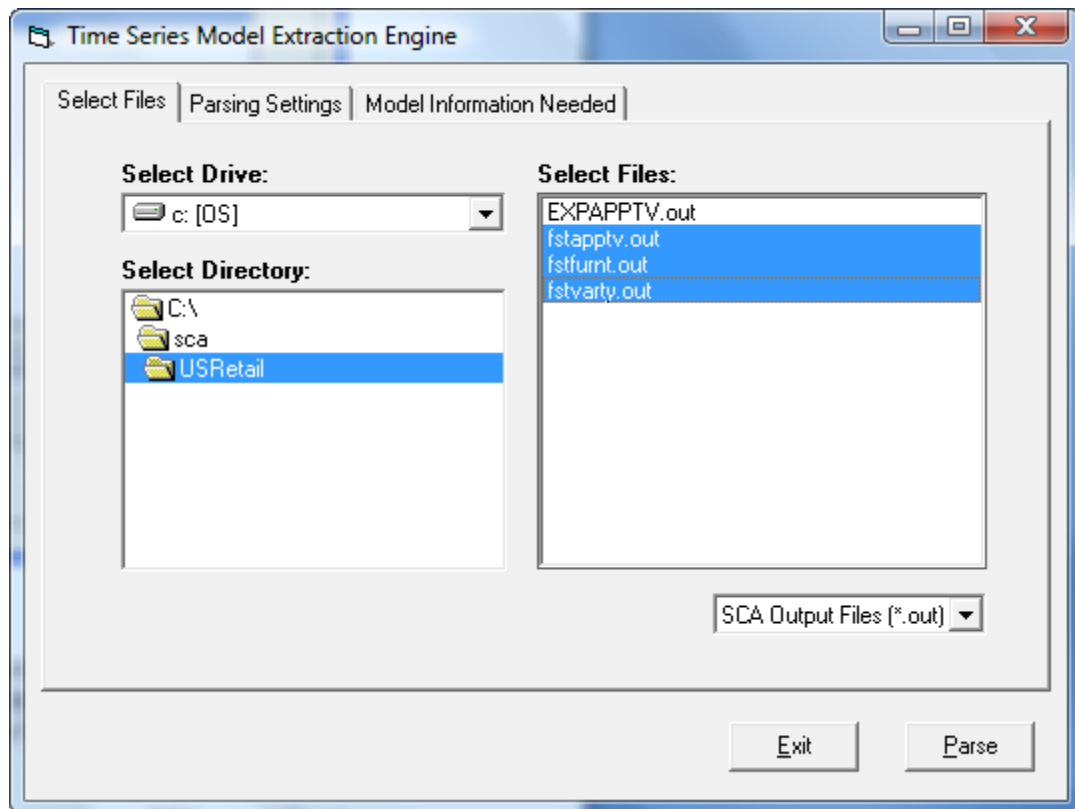 Time Series Model Extraction Engine
Select Files
Parsing Settings
Model Information Needed
Select Drive:
c: [OS]
Select Directory:
C:\
sca
USRetail
Select Files:
EXPAPPTV.out
fstapptv.out
fstfurnt.out
fstvarty.out
SCA Output Files (*.out)
Exit
Parse